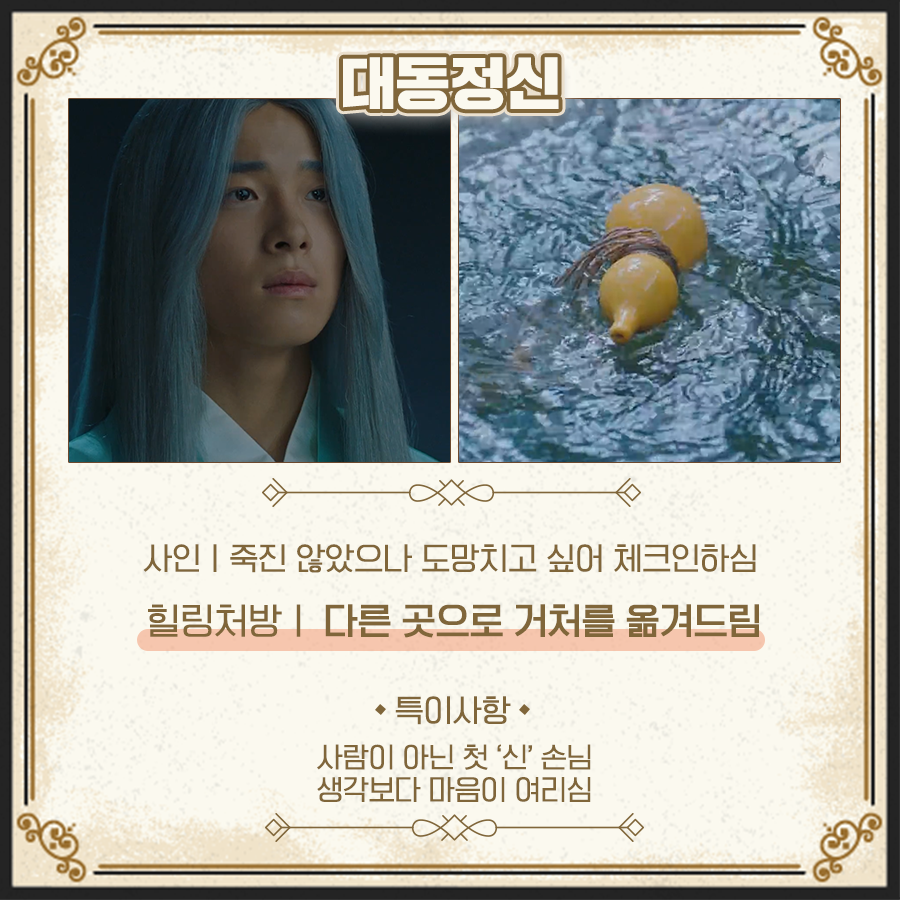 대동정신
사인 | 죽진 않았으나 도망치고 싶어 체크인하심
힐링처방 | 다른 곳으로 거처를 옮겨드림
• 특이사항 •
사람이 아닌 첫 ‘신’ 손님
생각보다 마음이 여리심